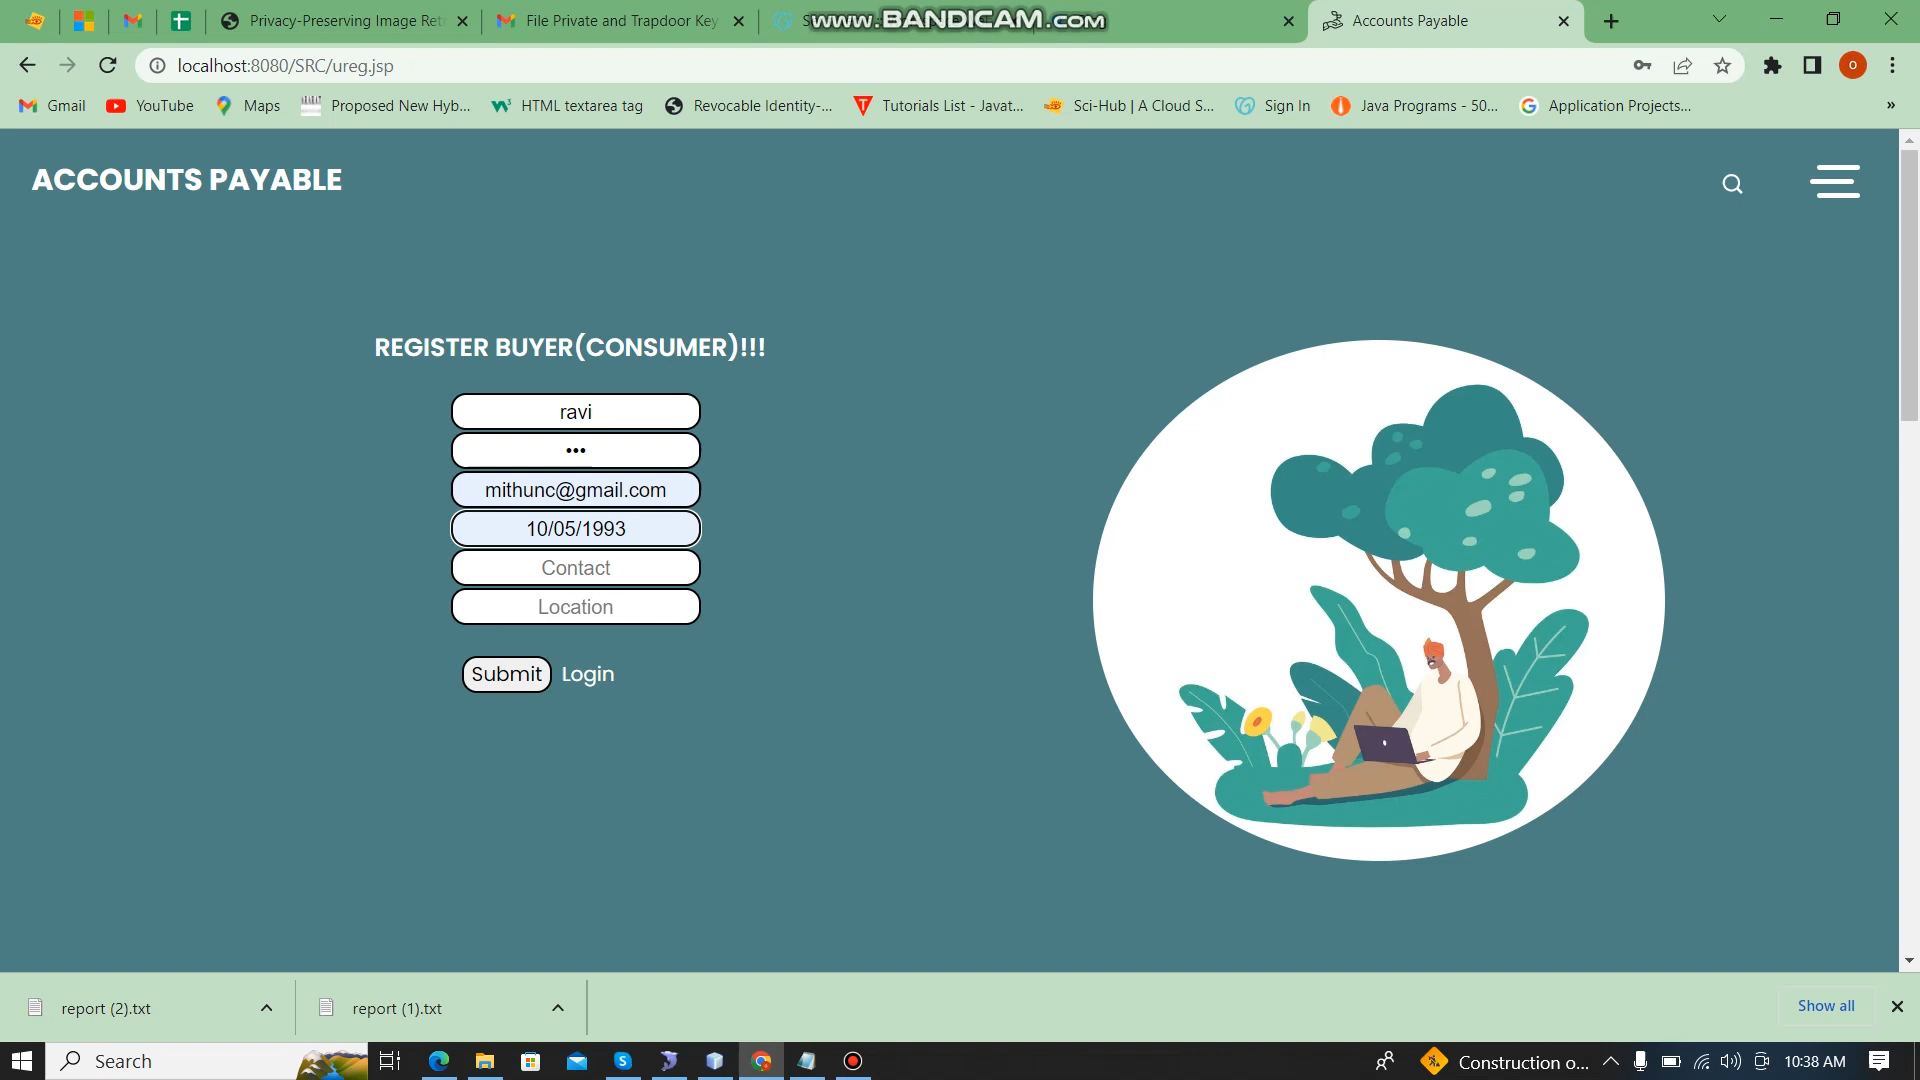 Privacy-Preserving Image Ret
File Private and Trapdoor Key
S
www.BANDICAM.com
Accounts Payable
localhost:8080/SRC/ureg.jsp
O
Gmail
YouTube
Maps
Proposed New Hyb...
HTML textarea tag
Revocable Identity-...
Tutorials List - Javat...
Sci-Hub | A Cloud S...
Sign In
Java Programs - 50...
Application Projects...
»
ACCOUNTS PAYABLE
REGISTER BUYER(CONSUMER)!!!
ravi
•••
mithunc@gmail.com
10/05/1993
Contact
Location
Submit Login
report (2).txt
report (1).txt
Show all
Search
Construction o...
10:38 AM